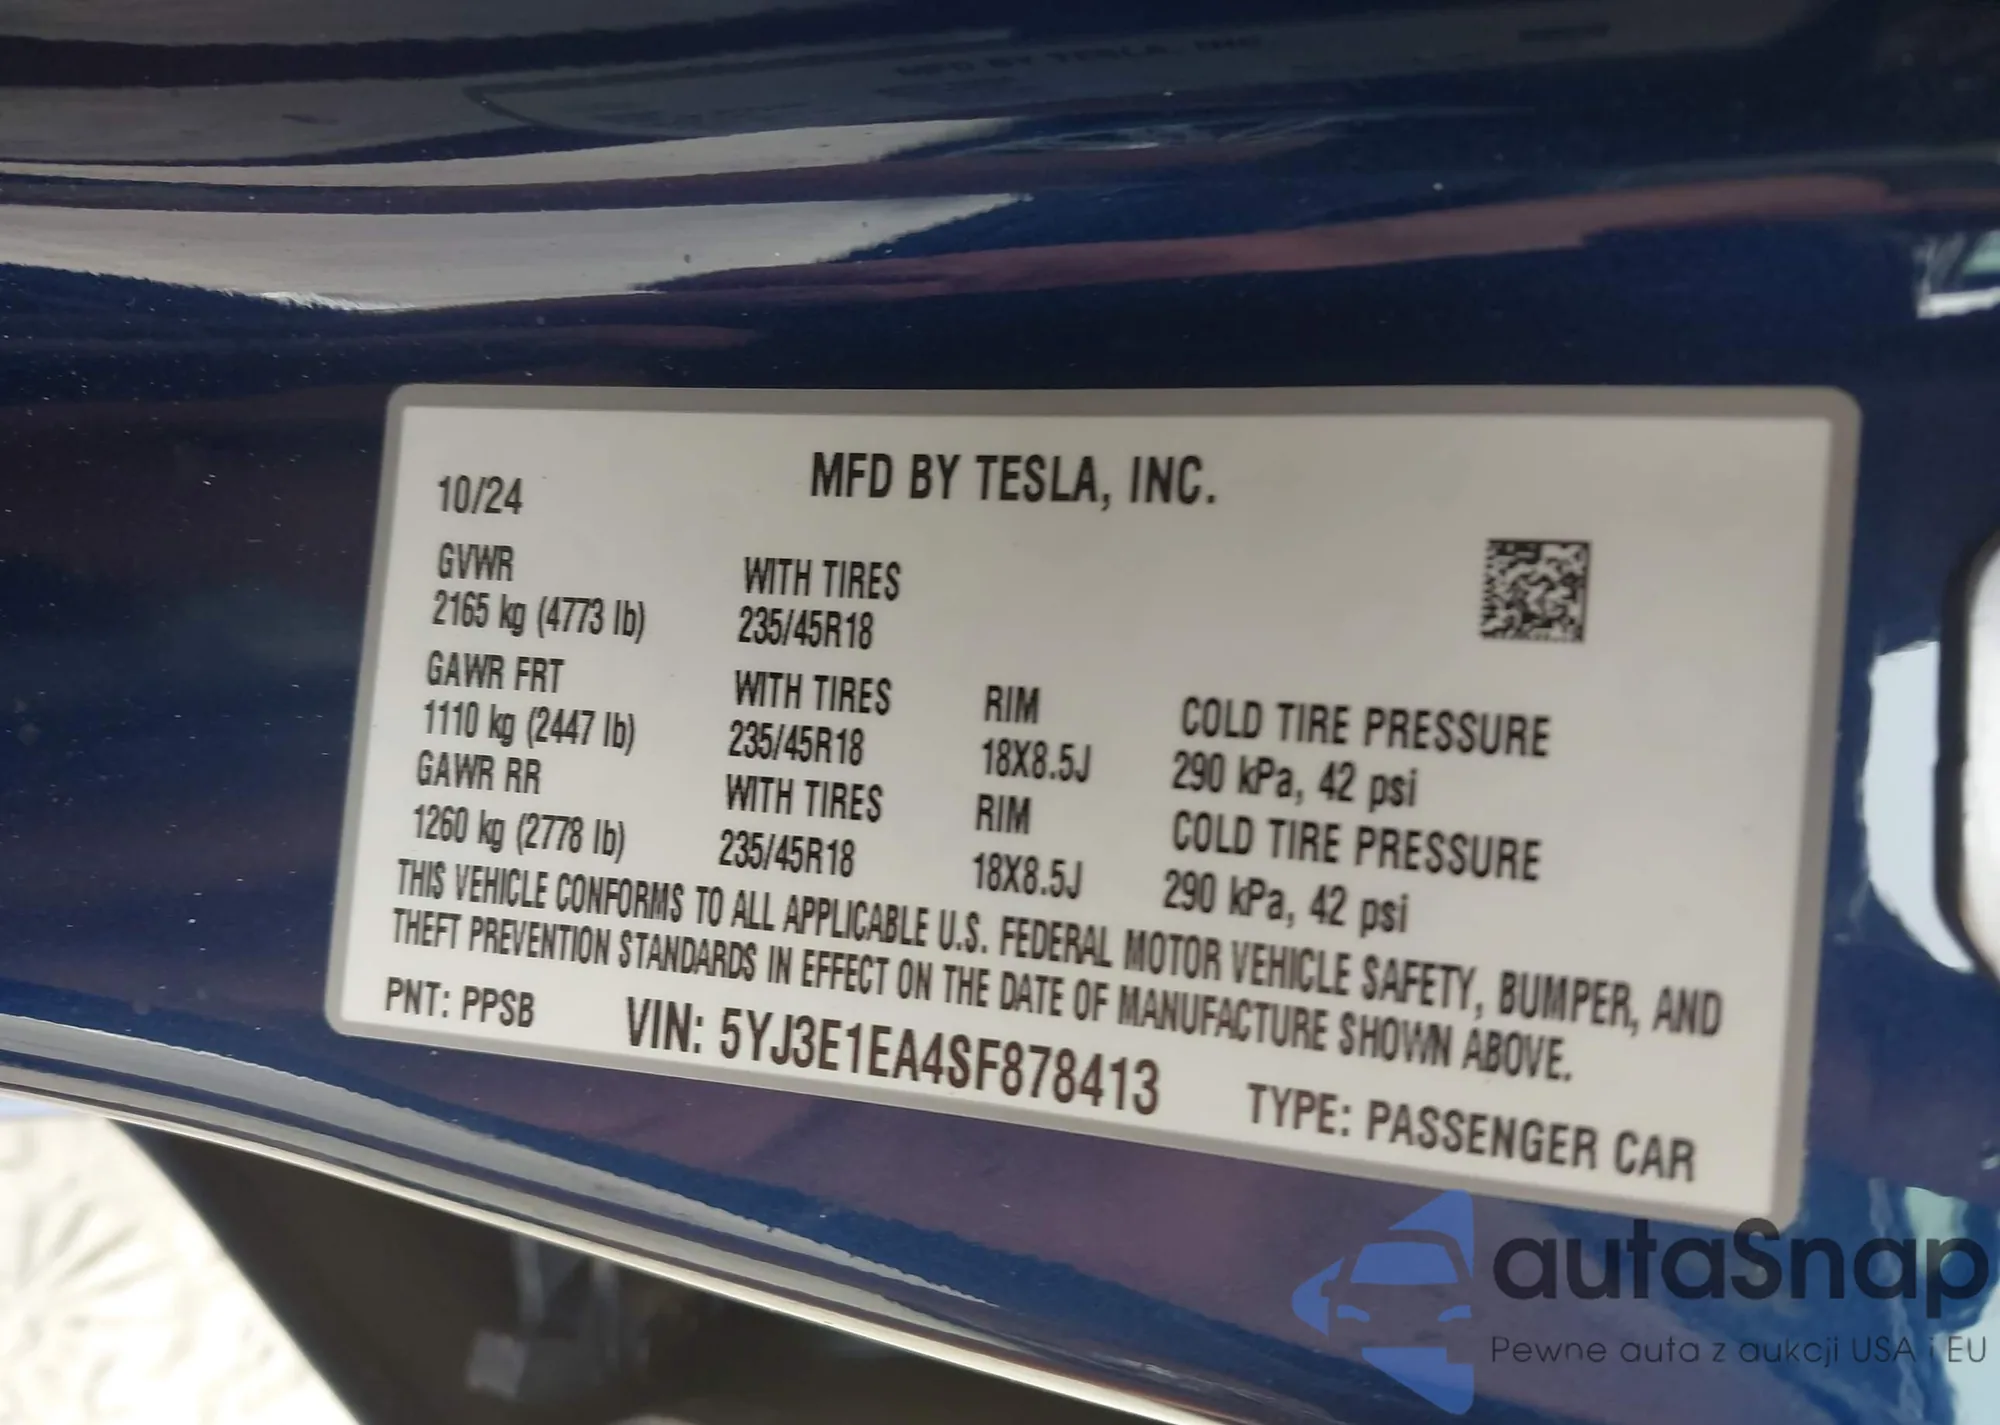 MFD BY TESLA, INC.
10/24
GVWR WITH TIRES
2165 kg (4773 lb) 235/45R18
GAWR FRT WITH TIRES RIM COLD TIRE PRESSURE
1110 kg (2447 lb) 235/45R18 18X8.5J 290 kPa, 42 psi
GAWR RR WITH TIRES RIM COLD TIRE PRESSURE
1260 kg (2778 lb) 235/45R18 18X8.5J 290 kPa, 42 psi
THIS VEHICLE CONFORMS TO ALL APPLICABLE U.S. FEDERAL MOTOR VEHICLE SAFETY, BUMPER, AND
THEFT PREVENTION STANDARDS IN EFFECT ON THE DATE OF MANUFACTURE SHOWN ABOVE.
PNT: PPSB VIN: 5YJ3E1EA4SF878413 TYPE: PASSENGER CAR
autaSnap
Pewne auta z aukcji USA i EU